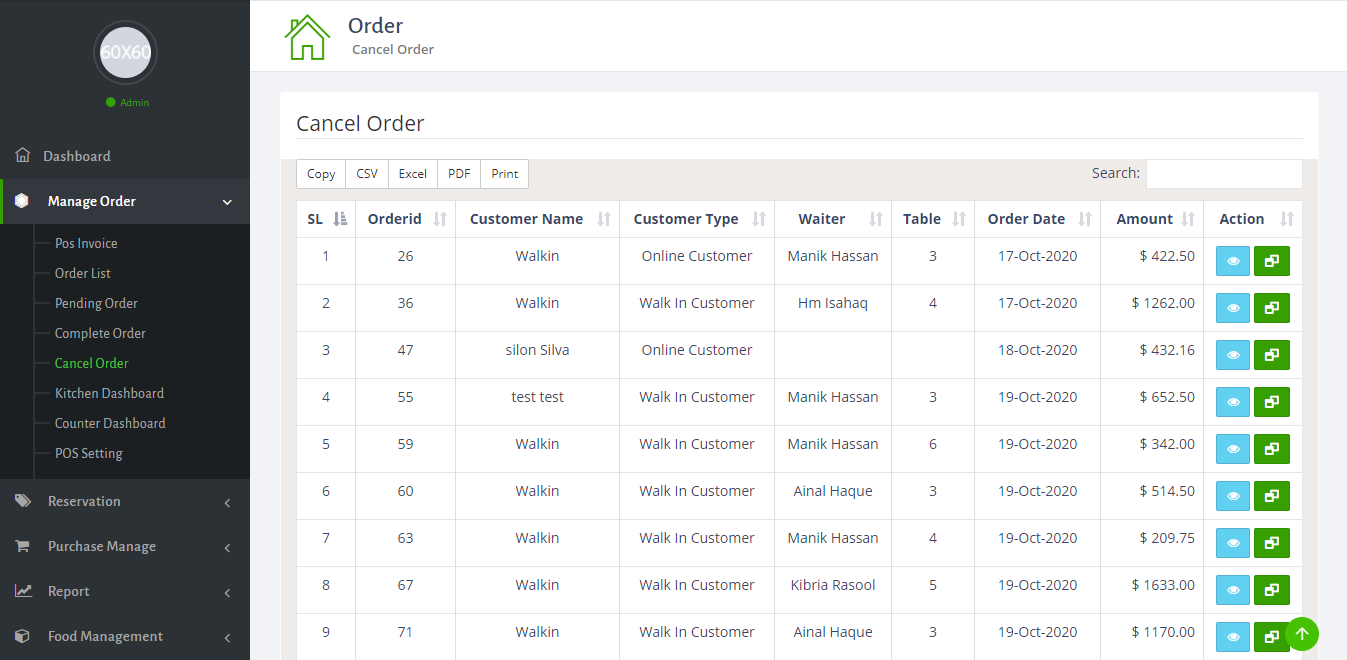 60X60
Admin
Dashboard
Manage Order
Pos Invoice
Order List
Pending Order
Complete Order
Cancel Order
Kitchen Dashboard
Counter Dashboard
POS Setting
Reservation
Purchase Manage
Report
Food Management
Order
Cancel Order
Cancel Order
Copy CSV Excel PDF Print Search:
SL Orderid Customer Name Customer Type Waiter Table Order Date Amount Action
1 26 Walkin Online Customer Manik Hassan 3 17-Oct-2020 $ 422.50
2 36 Walkin Walk In Customer Hm Isahaq 4 17-Oct-2020 $ 1262.00
3 47 silon Silva Online Customer 18-Oct-2020 $ 432.16
4 55 test test Walk In Customer Manik Hassan 3 19-Oct-2020 $ 652.50
5 59 Walkin Walk In Customer Manik Hassan 6 19-Oct-2020 $ 342.00
6 60 Walkin Walk In Customer Ainal Haque 3 19-Oct-2020 $ 514.50
7 63 Walkin Walk In Customer Manik Hassan 4 19-Oct-2020 $ 209.75
8 67 Walkin Walk In Customer Kibria Rasool 5 19-Oct-2020 $ 1633.00
9 71 Walkin Walk In Customer Ainal Haque 3 19-Oct-2020 $ 1170.00